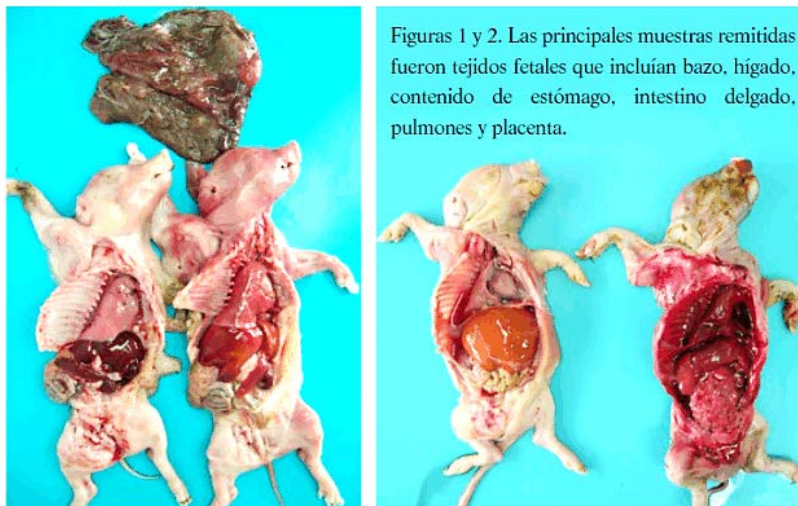 Figuras 1 y 2. Las principales muestras remitidas
fueron tejidos fetales que incluían bazo, hígado,
contenido de estómago, intestino delgado,
pulmones y placenta.